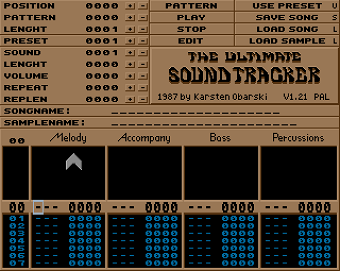 POSITION 0000 + - PATTERN USE PRESET U
PATTERN 0000 + - PLAY SAVE SONG S
LENGHT 0001 + - STOP LOAD SONG L
PRESET 0001 + - EDIT LOAD SAMPLE L
SOUND 0001 + -
LENGHT 0000 + -
VOLUME 0000 + -
REPEAT 0000 + -
REPLEN 0000 + -
THE ULTIMATE
SOUNDTRACKER
1987 by Karsten Obarski V1.21 PAL
SONGNAME: ____________________
SAMPLENAME: ______________________
00 Melody Accompany Bass Percussions
00 --- 0000 --- 0000 --- 0000 --- 0000
01 --- 0000 --- 0000 --- 0000 --- 0000
02 --- 0000 --- 0000 --- 0000 --- 0000
03 --- 0000 --- 0000 --- 0000 --- 0000
04 --- 0000 --- 0000 --- 0000 --- 0000
05 --- 0000 --- 0000 --- 0000 --- 0000
06 --- 0000 --- 0000 --- 0000 --- 0000
07 --- 0000 --- 0000 --- 0000 --- 0000